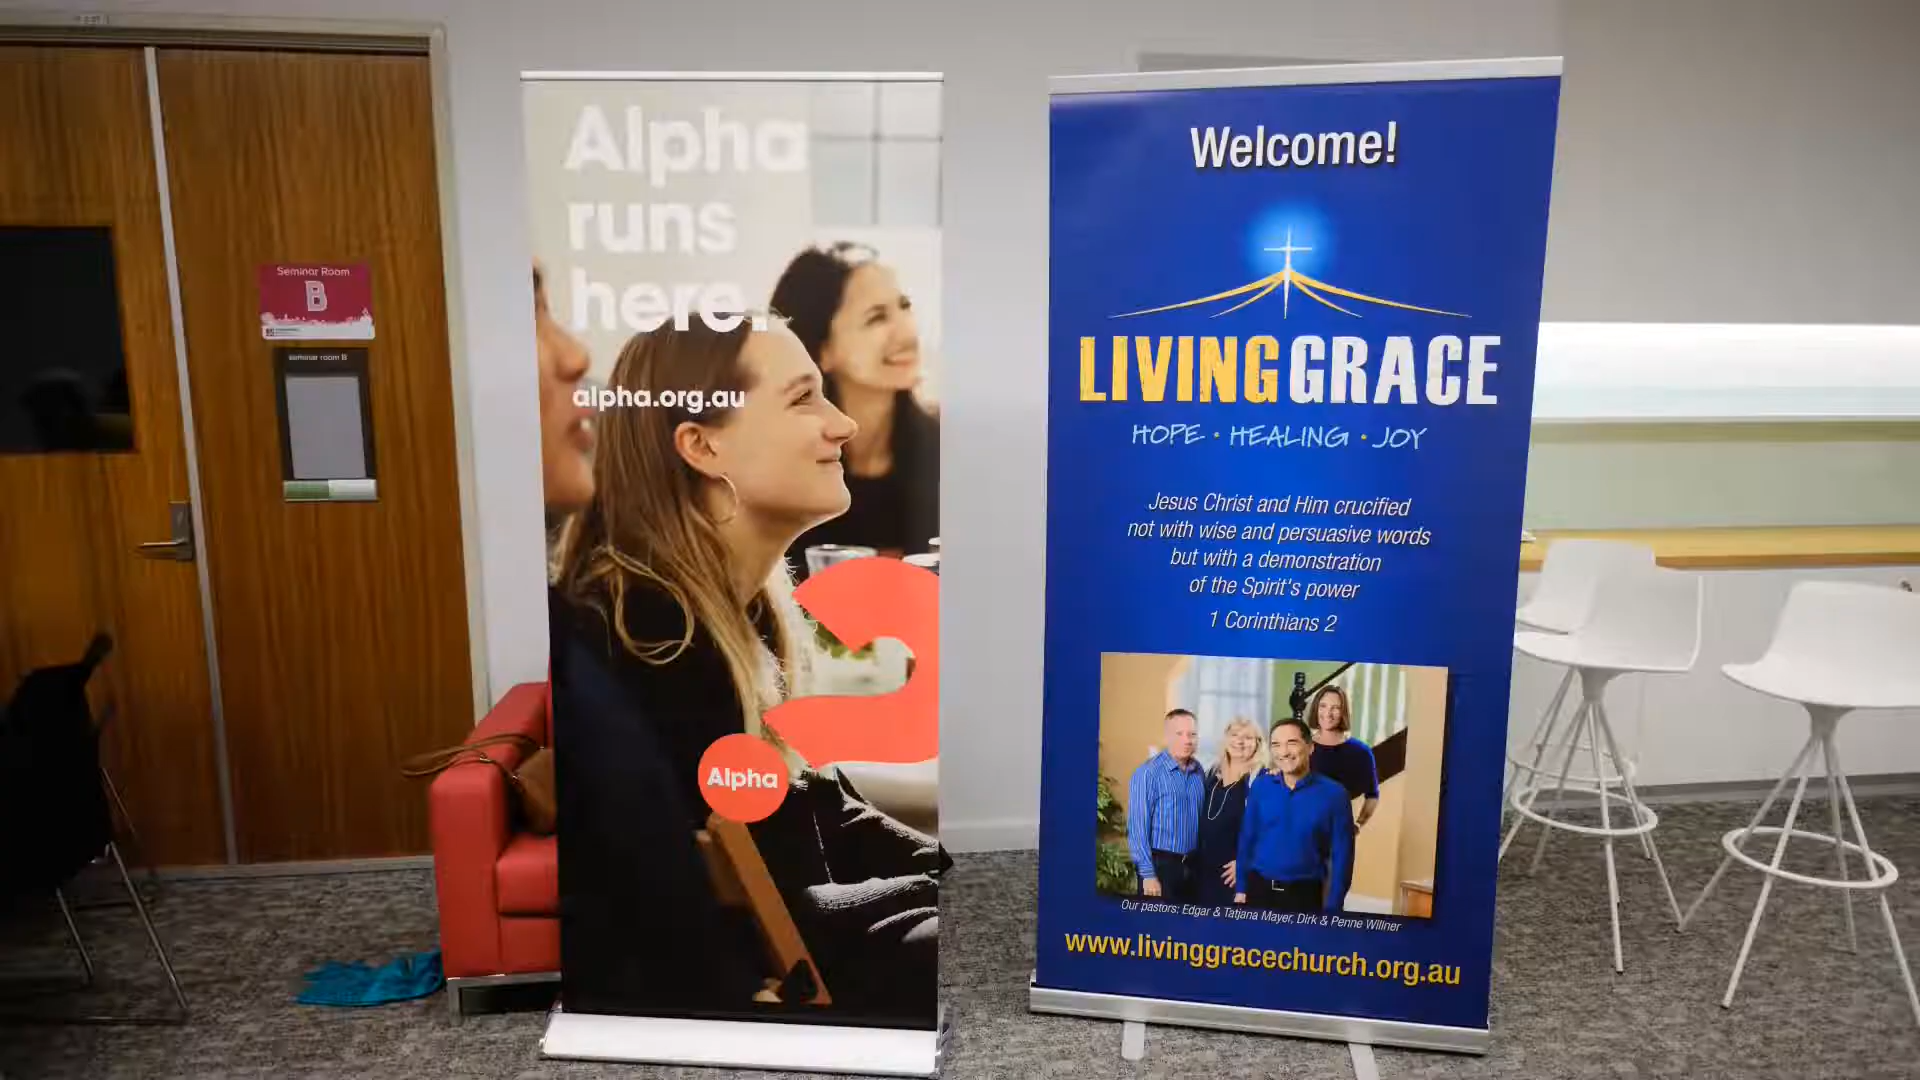 Seminar Room
B
seminar room B
Alpha
runs
here.
alpha.org.au
Alpha
Welcome!
LIVINGGRACE
HOPE · HEALING · JOY
Jesus Christ and Him crucified
not with wise and persuasive words
but with a demonstration
of the Spirit's power
1 Corinthians 2
Our pastors: Edgar & Tatjana Mayer, Dirk & Penne Willner
www.livinggracechurch.org.au